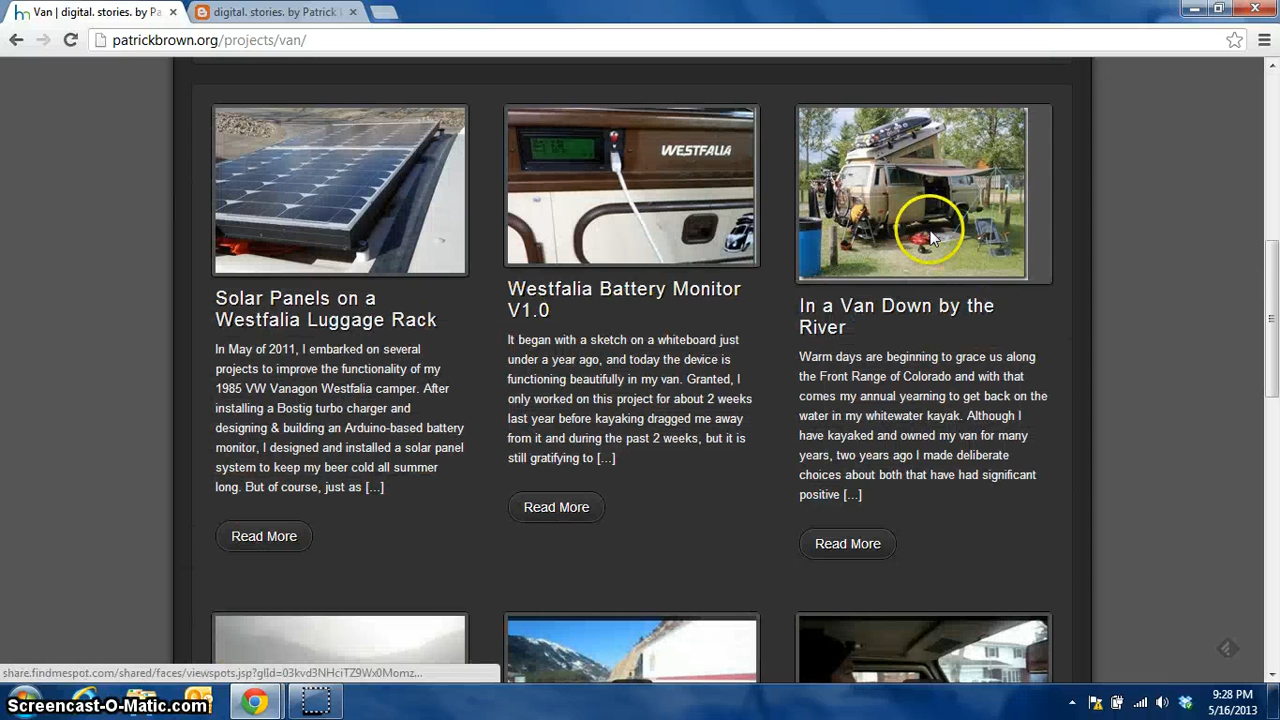 Van | digital. stories. by Pa
digital. stories. by Patrick
patrickbrown.org/projects/van/
WESTFALIA
Solar Panels on a
Westfalia Luggage Rack
In May of 2011, I embarked on several
projects to improve the functionality of my
1985 VW Vanagon Westfalia camper. After
installing a Bostig turbo charger and
designing & building an Arduino-based battery
monitor, I designed and installed a solar panel
system to keep my beer cold all summer
long. But of course, just as [...]
Read More
Westfalia Battery Monitor
V1.0
It began with a sketch on a whiteboard just
under a year ago, and today the device is
functioning beautifully in my van. Granted, I
only worked on this project for about 2 weeks
last year before kayaking dragged me away
from it and during the past 2 weeks, but it is
still gratifying to [...]
Read More
In a Van Down by the
River
Warm days are beginning to grace us along
the Front Range of Colorado and with that
comes my annual yearning to get back on the
water in my whitewater kayak. Although I
have kayaked and owned my van for many
years, two years ago I made deliberate
choices about both that have had significant
positive [...]
Read More
share.findmespot.com/shared/faces/viewspots.jsp?glId=03kvd3NHciTZ9Wx0Momz...
Screencast-O-Matic.com
9:28 PM
5/16/2013